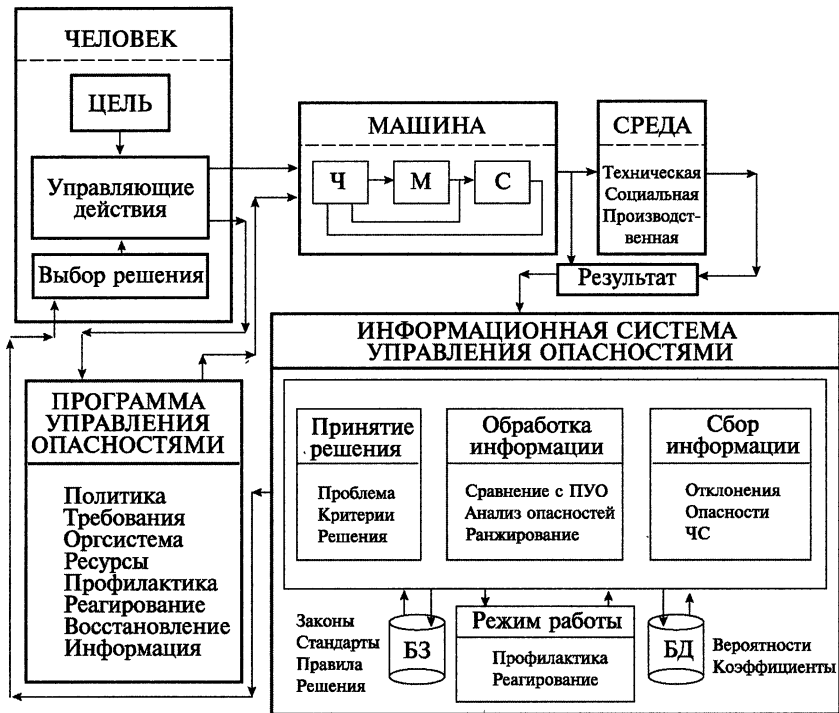 ЧЕЛОВЕК
ЦЕЛЬ
Управляющие
действия
Выбор решения
МАШИНА
Ч
М
С
СРЕДА
Техническая
Социальная
Производст-
венная
Результат
ПРОГРАММА
УПРАВЛЕНИЯ
ОПАСНОСТЯМИ
Политика
Требования
Оргсистема
Ресурсы
Профилактика
Реагирование
Восстановление
Информация
ИНФОРМАЦИОННАЯ СИСТЕМА
УПРАВЛЕНИЯ ОПАСНОСТЯМИ
Принятие
решения
Проблема
Критерии
Решения
Обработка
информации
Сравнение с ПУО
Анализ опасностей
Ранжирование
Сбор
информации
Отклонения
Опасности
ЧС
Законы
Стандарты
Правила
Решения
БЗ
Режим работы
Профилактика
Реагирование
БД
Вероятности
Коэффициенты